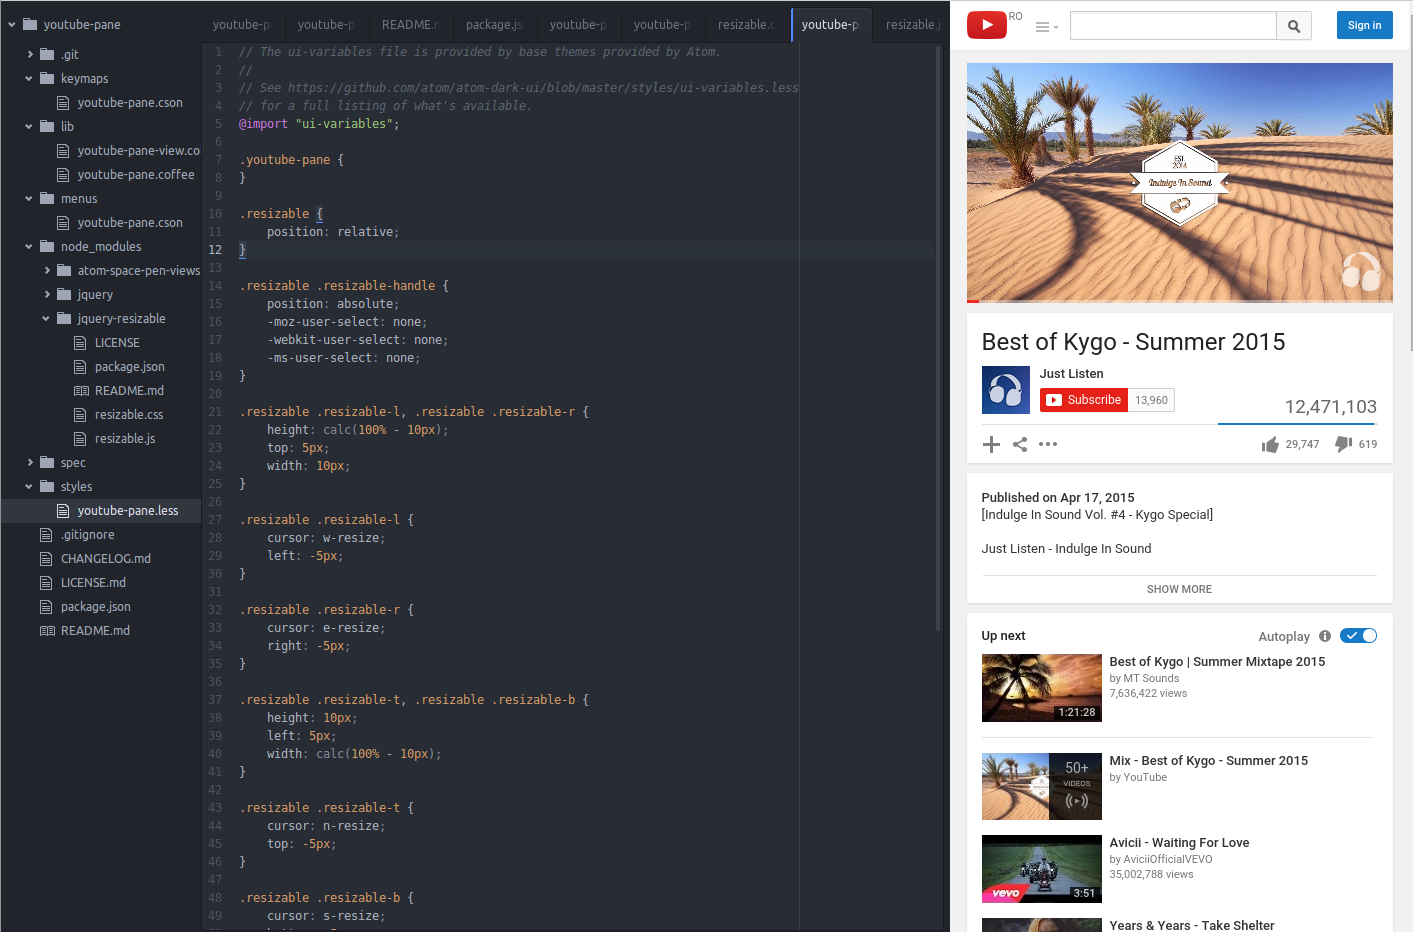 youtube-pane
.git
keymaps
youtube-pane.cson
lib
youtube-pane-view.co
youtube-pane.coffee
menus
youtube-pane.cson
node_modules
atom-space-pen-views
jquery
jquery-resizable
LICENSE
package.json
README.md
resizable.css
resizable.js
spec
styles
youtube-pane.less
.gitignore
CHANGELOG.md
LICENSE.md
package.json
README.md
youtube-p youtube-p README.m package.js youtube-p youtube-p resizable.c youtube-p resizable.js
1 // The ui-variables file is provided by base themes provided by Atom.
2 //
3 // See https://github.com/atom/atom-dark-ui/blob/master/styles/ui-variables.less
4 // for a full listing of what's available.
5 @import "ui-variables";
6
7 .youtube-pane {
8 }
9
10 .resizable {
11 position: relative;
12 }
13
14 .resizable .resizable-handle {
15 position: absolute;
16 -moz-user-select: none;
17 -webkit-user-select: none;
18 -ms-user-select: none;
19 }
20
21 .resizable .resizable-l, .resizable .resizable-r {
22 height: calc(100% - 10px);
23 top: 5px;
24 width: 10px;
25 }
26
27 .resizable .resizable-l {
28 cursor: w-resize;
29 left: -5px;
30 }
31
32 .resizable .resizable-r {
33 cursor: e-resize;
34 right: -5px;
35 }
36
37 .resizable .resizable-t, .resizable .resizable-b {
38 height: 10px;
39 left: 5px;
40 width: calc(100% - 10px);
41 }
42
43 .resizable .resizable-t {
44 cursor: n-resize;
45 top: -5px;
46 }
47
48 .resizable .resizable-b {
49 cursor: s-resize;
RO
Sign in
EST.
2014
Indulge In Sound
Best of Kygo - Summer 2015
Just Listen
Subscribe 13,960
12,471,103
29,747 619
Published on Apr 17, 2015
[Indulge In Sound Vol. #4 - Kygo Special]
Just Listen - Indulge In Sound
SHOW MORE
Up next Autoplay
Best of Kygo | Summer Mixtape 2015
by MT Sounds
7,636,422 views
1:21:28
Mix - Best of Kygo - Summer 2015
by YouTube
50+
VIDEOS
Avicii - Waiting For Love
by AviciiOfficialVEVO
35,002,788 views
vevo 3:51
Years & Years - Take Shelter